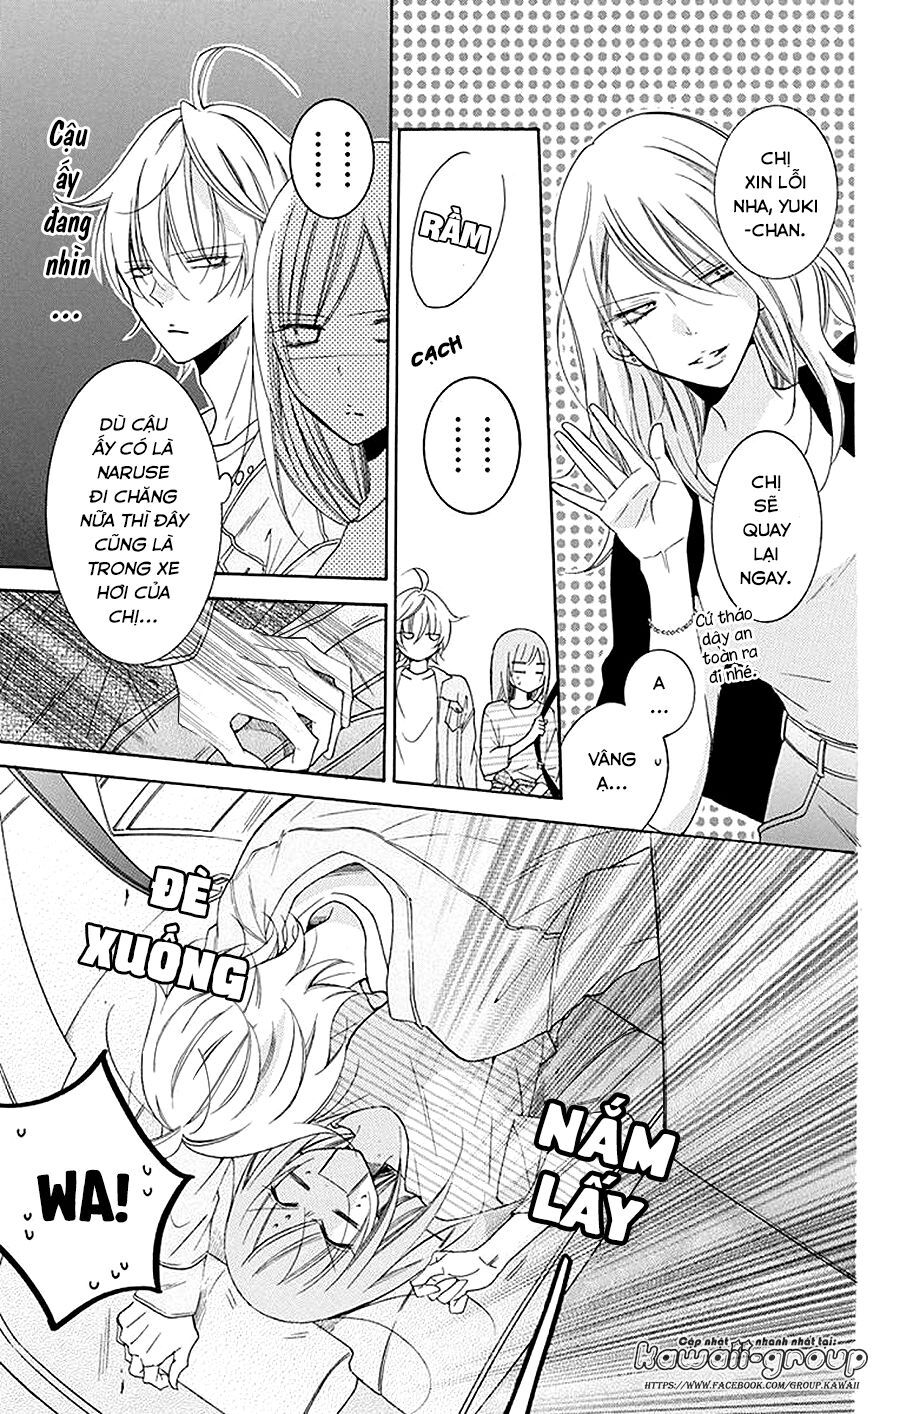 CHỊ
XIN LỖI
NHA, YUKI
-CHAN.
CHỊ
SẼ
QUAY
LẠI
NGAY.
Cứ tháo
dây an
toàn ra
đi nhé.
A
...
VÂNG
Ạ...
RẦM
CẠCH
......
......
Cậu
ấy
đang
nhìn
...
DÙ CẬU
ẤY CÓ LÀ
NARUSE
ĐI CHĂNG
NỮA THÌ ĐÂY
CŨNG LÀ
TRONG XE
HƠI CỦA
CHỊ...
ĐÈ
XUỐNG
NẮM
LẤY
WA!
Cập nhật nhanh nhất tại:
kawaii-group
HTTPS://WWW.FACEBOOK.COM/GROUP.KAWAII